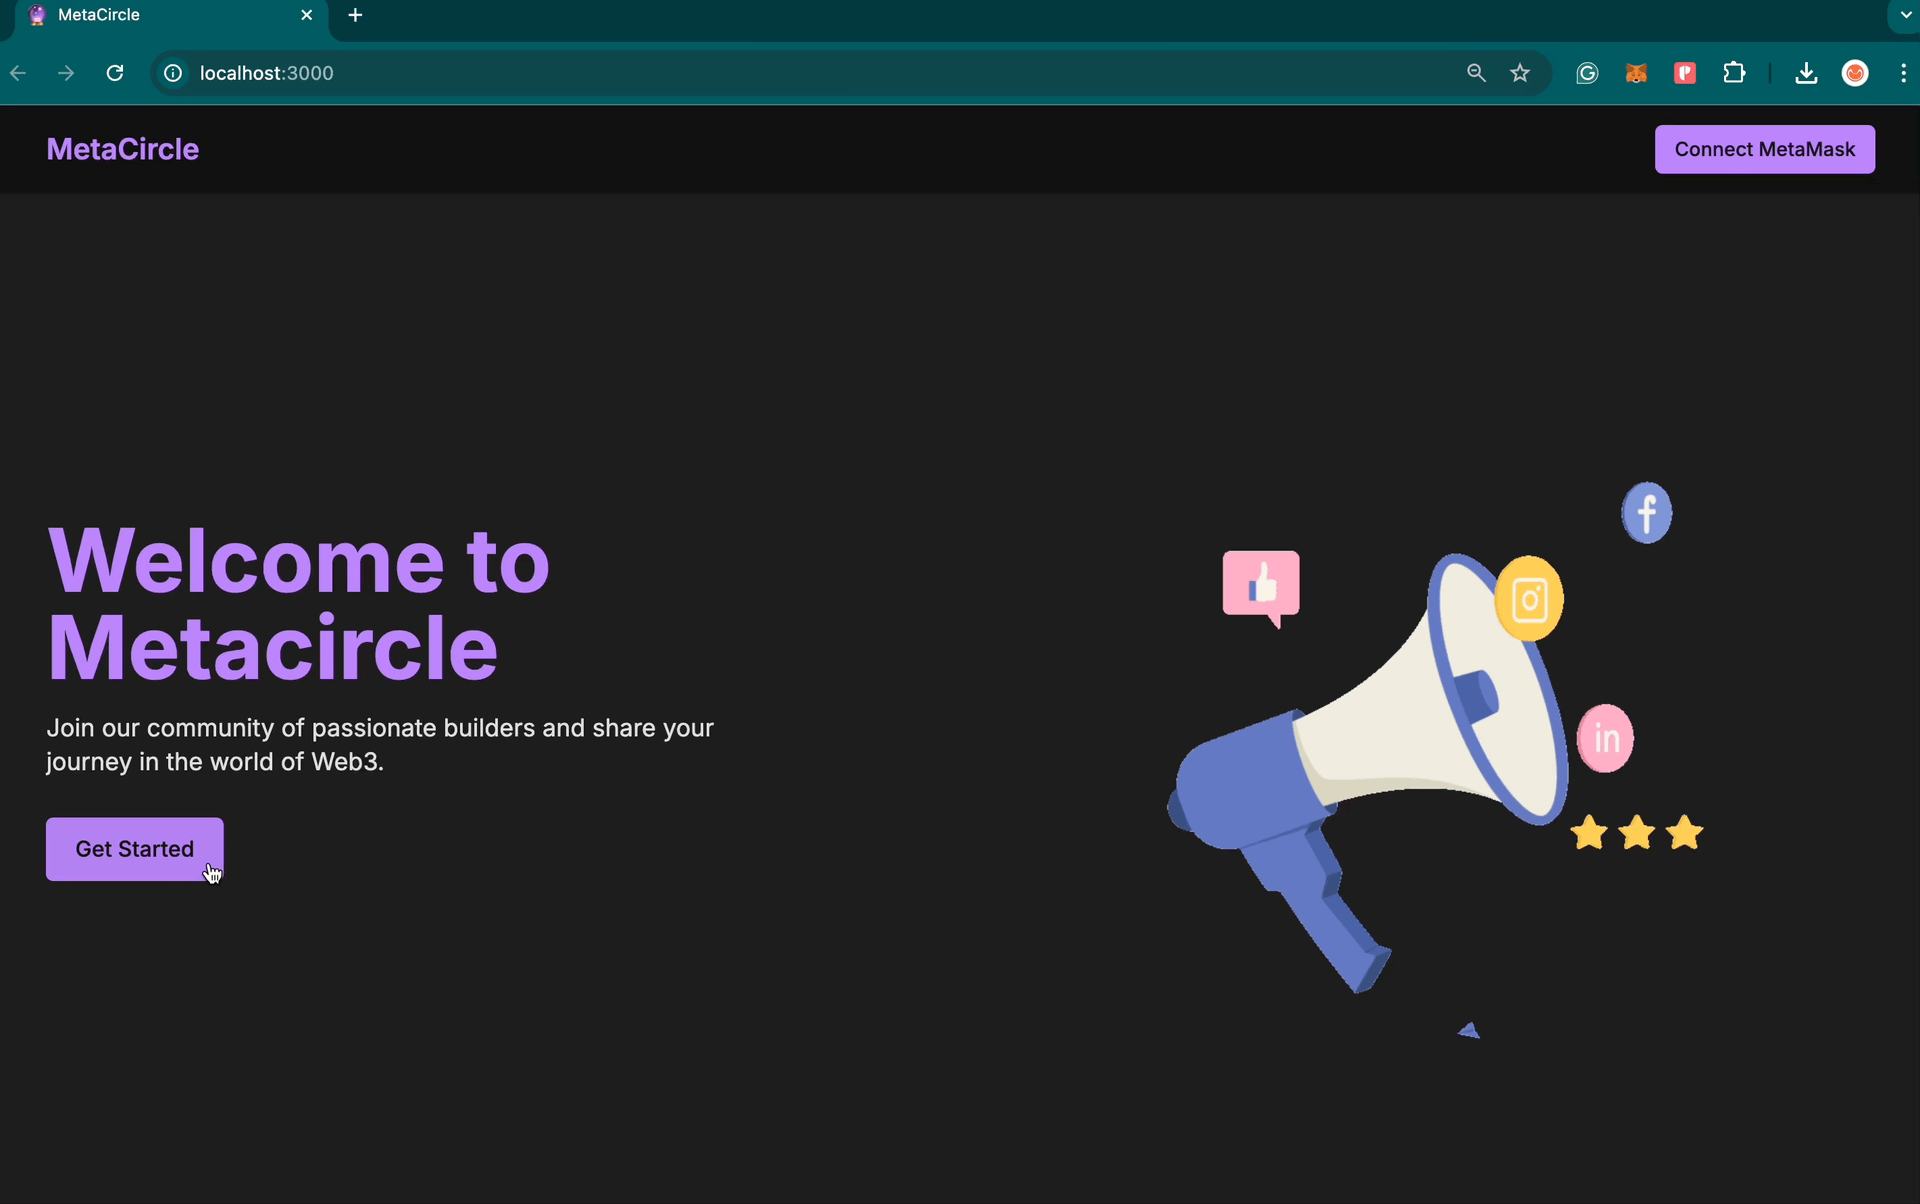 MetaCircle
localhost:3000
MetaCircle
Connect MetaMask
Welcome to
Metacircle
Join our community of passionate builders and share your
journey in the world of Web3.
Get Started
f
in